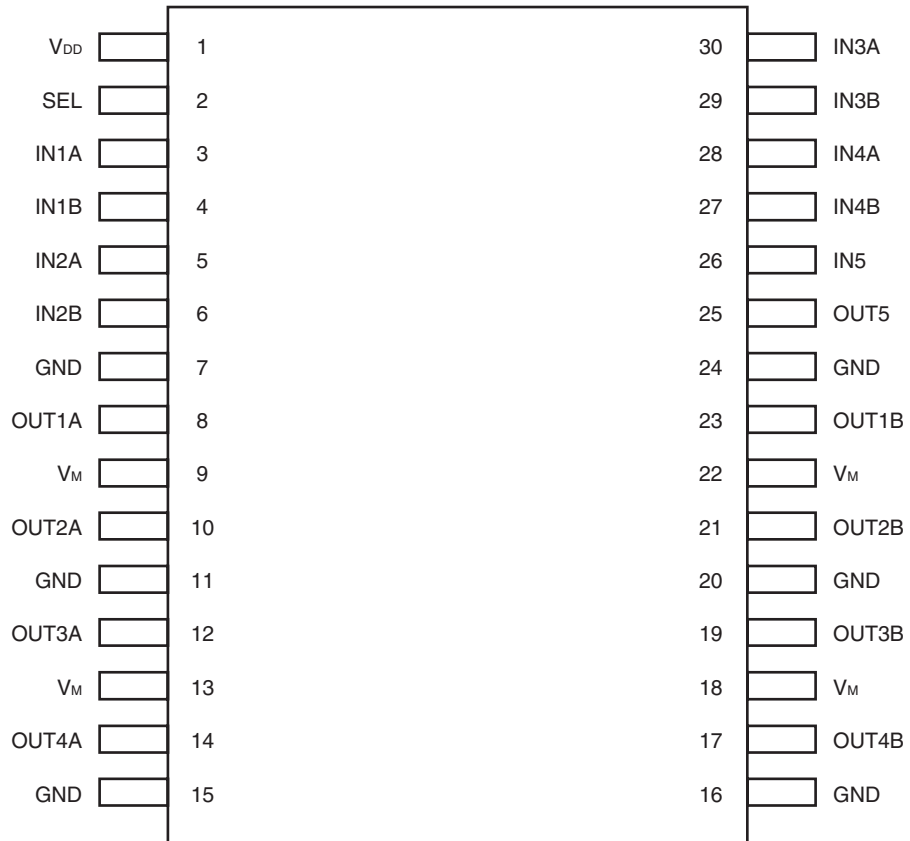 VDD 1 30 IN3A
SEL 2 29 IN3B
IN1A 3 28 IN4A
IN1B 4 27 IN4B
IN2A 5 26 IN5
IN2B 6 25 OUT5
GND 7 24 GND
OUT1A 8 23 OUT1B
VM 9 22 VM
OUT2A 10 21 OUT2B
GND 11 20 GND
OUT3A 12 19 OUT3B
VM 13 18 VM
OUT4A 14 17 OUT4B
GND 15 16 GND